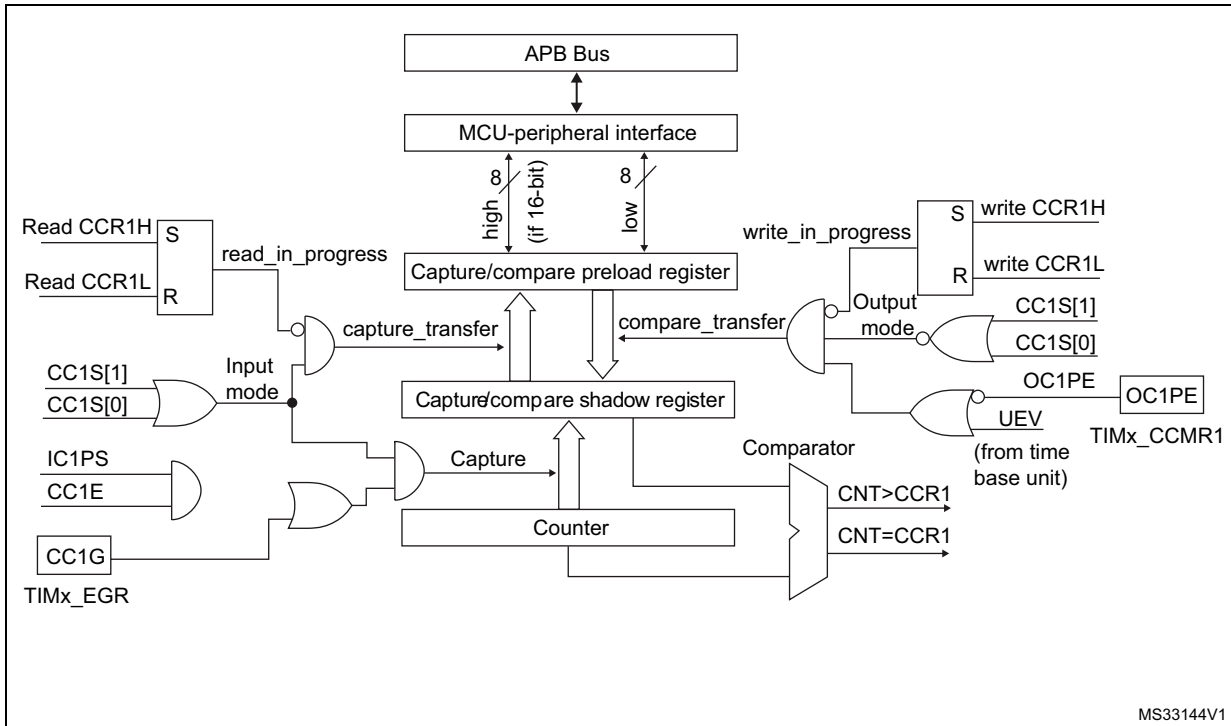 APB Bus
MCU-peripheral interface
8
high
(if 16-bit)
8
low
Read CCR1H
S
read_in_progress
Read CCR1L
R
write_in_progress
S
write CCR1H
R
write CCR1L
Capture/compare preload register
capture_transfer
compare_transfer
Output
mode
CC1S[1]
CC1S[0]
CC1S[1]
CC1S[0]
Input
mode
Capture/compare shadow register
OC1PE
OC1PE
UEV
TIMx_CCMR1
(from time
base unit)
IC1PS
CC1E
Capture
Comparator
CNT>CCR1
CNT=CCR1
Counter
CC1G
TIMx_EGR
MS33144V1